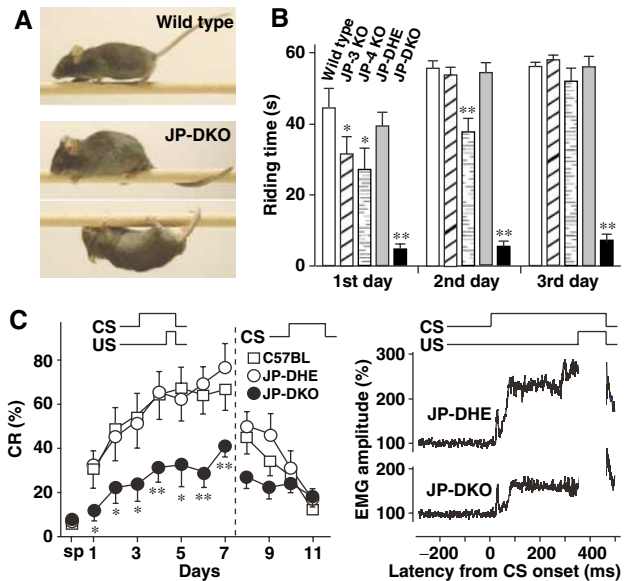 A
Wild type
JP-DKO
B
Riding time (s)
60
40
20
0
Wild type
JP-3 KO
JP-4 KO
JP-DHE
JP-DKO
*
*
**
**
**
**
1st day
2nd day
3rd day
C
CS
US
CS
C57BL
JP-DHE
JP-DKO
CR (%)
80
60
40
20
0
*
*
*
**
*
**
**
sp 1 3 5 7 9 11
Days
CS
US
EMG amplitude (%)
300
200
100
JP-DHE
200
100
JP-DKO
–200 0 200 400
Latency from CS onset (ms)